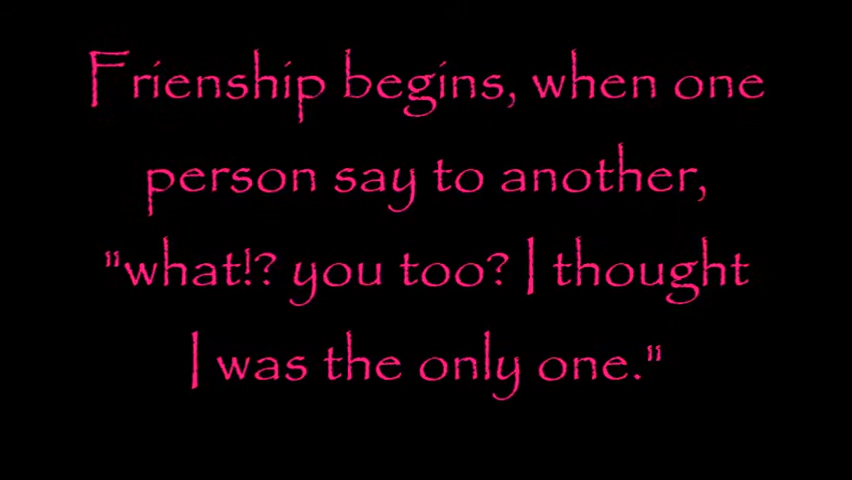 Frienship begins, when one
person say to another,
"what!? you too? I thought
I was the only one."